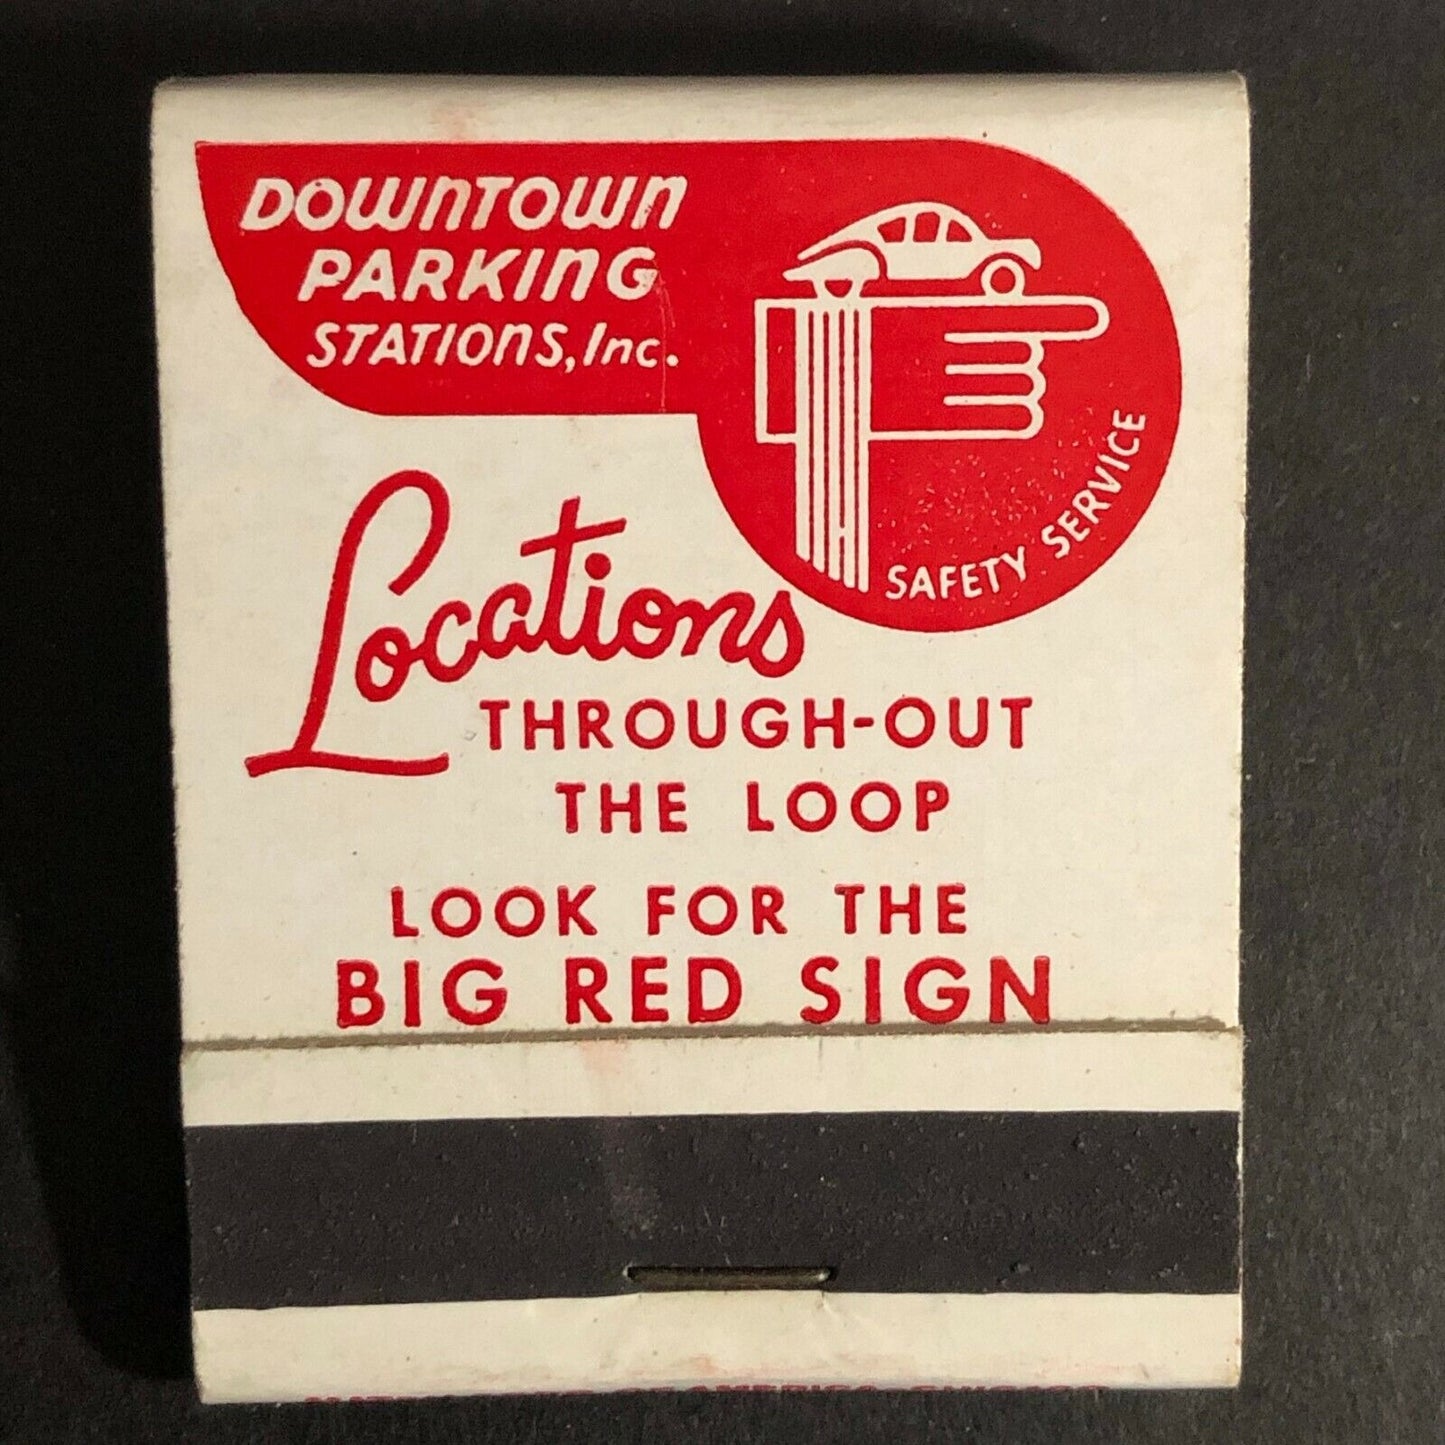 DOWNTOWN
PARKING
STATIONS, Inc.
SAFETY SERVICE
Locations
THROUGH-OUT
THE LOOP
LOOK FOR THE
BIG RED SIGN